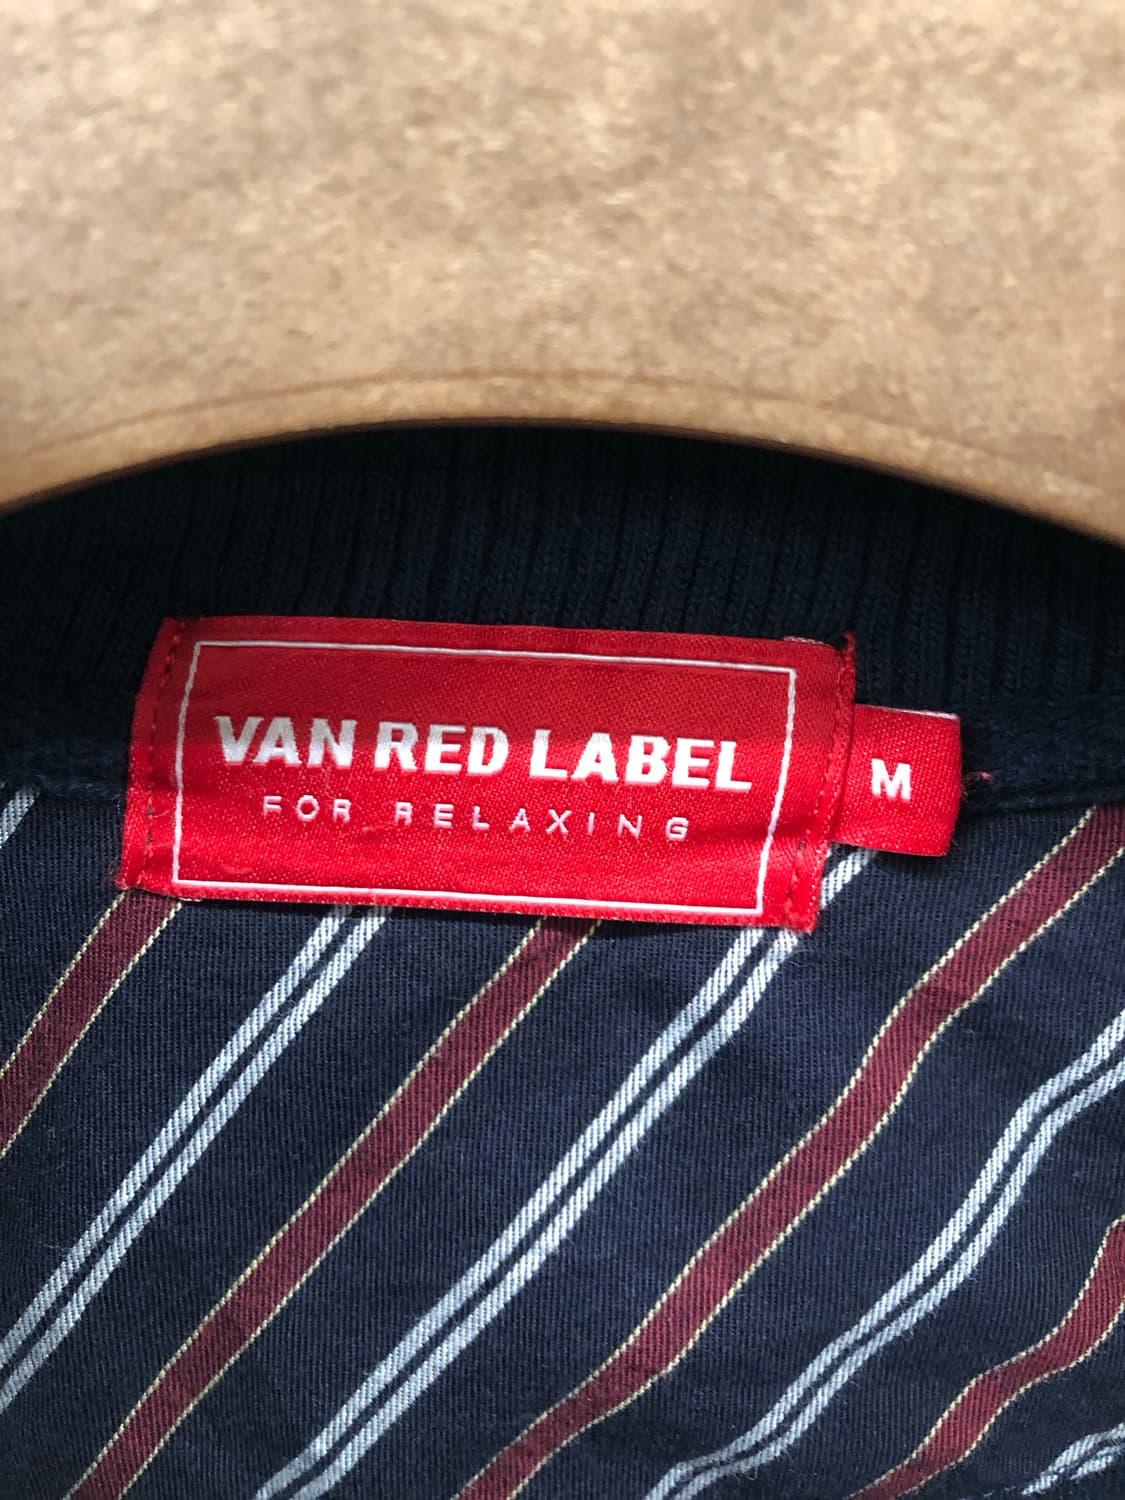 VAN RED LABEL
FOR RELAXING
M